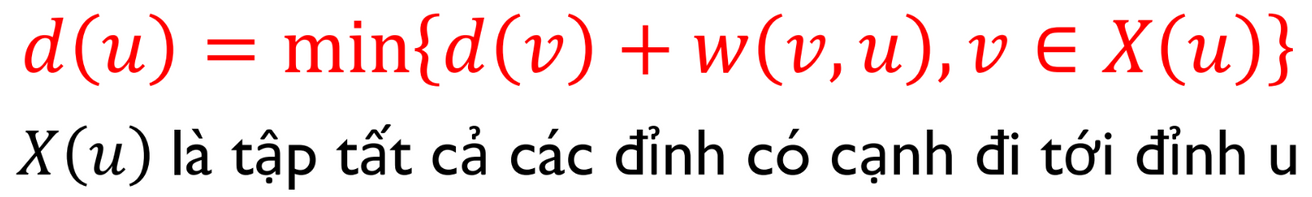 d(u) = min{d(v) + w(v, u), v ∈ X(u)}
X(u) là tập tất cả các đỉnh có cạnh đi tới đỉnh u